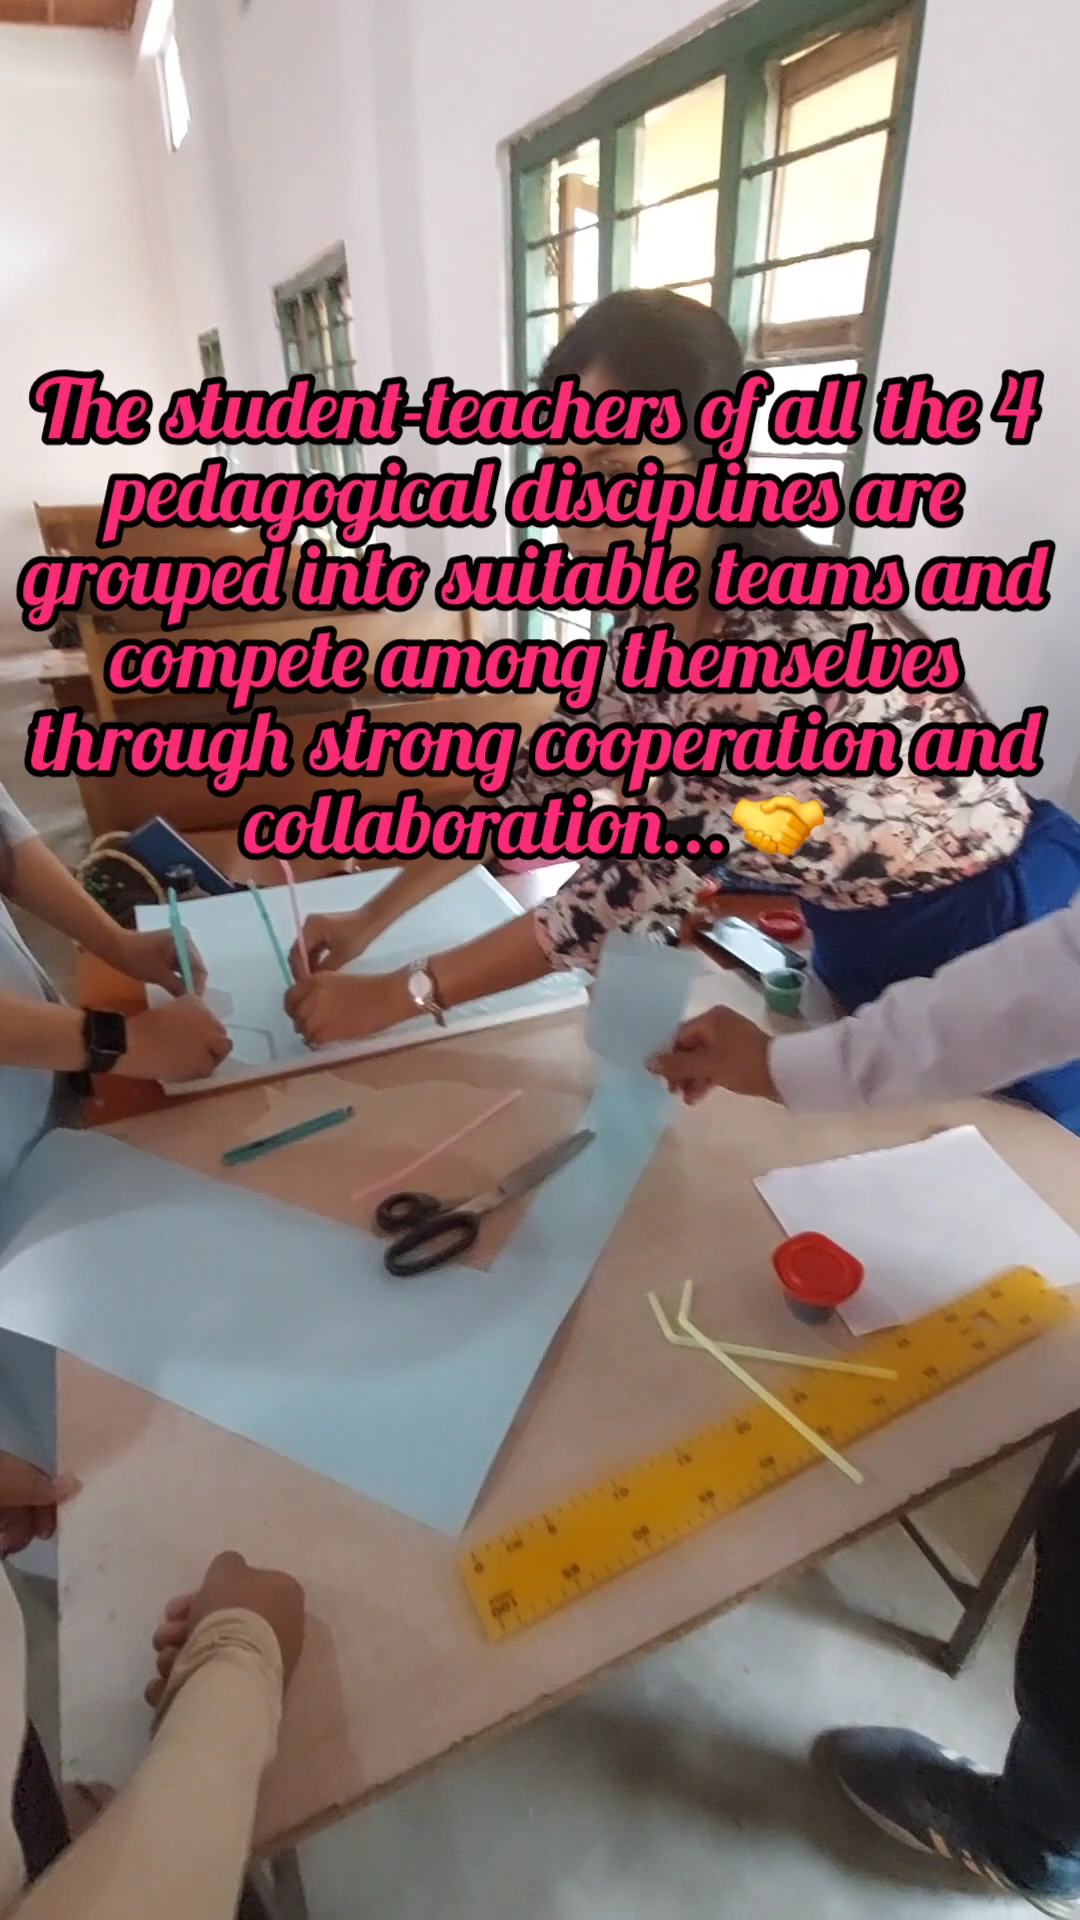 The student-teachers of all the 4
pedagogical disciplines are
grouped into suitable teams and
compete among themselves
through strong cooperation and
collaboration...🤝